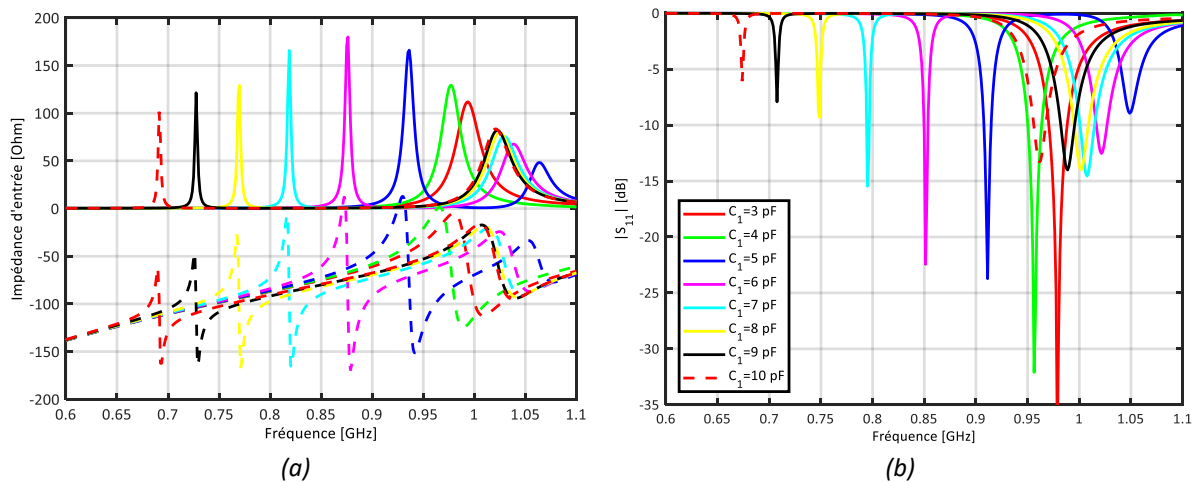 200
150
100
50
0
-50
-100
-150
-200
Impédance d'entrée [Ohm]
0.6 0.65 0.7 0.75 0.8 0.85 0.9 0.95 1 1.05 1.1
Fréquence [GHz]
(a)
0
-5
-10
-15
-20
-25
-30
-35
|S11| [dB]
C1=3 pF
C1=4 pF
C1=5 pF
C1=6 pF
C1=7 pF
C1=8 pF
C1=9 pF
C1=10 pF
0.6 0.65 0.7 0.75 0.8 0.85 0.9 0.95 1 1.05 1.1
Fréquence [GHz]
(b)